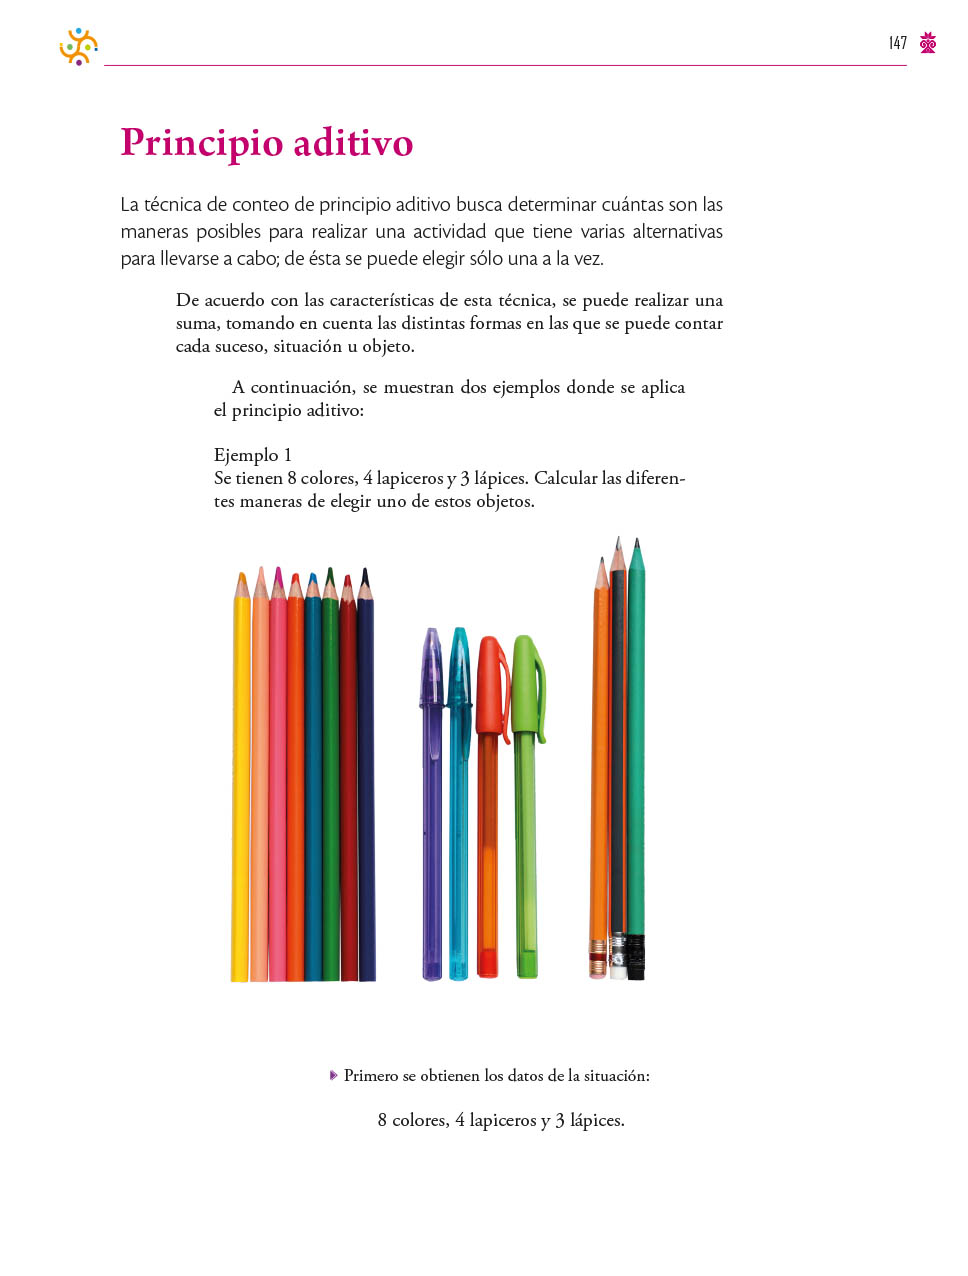 147
Principio aditivo
La técnica de conteo de principio aditivo busca determinar cuántas son las
maneras posibles para realizar una actividad que tiene varias alternativas
para llevarse a cabo; de ésta se puede elegir sólo una a la vez.
De acuerdo con las características de esta técnica, se puede realizar una
suma, tomando en cuenta las distintas formas en las que se puede contar
cada suceso, situación u objeto.
A continuación, se muestran dos ejemplos donde se aplica
el principio aditivo:
Ejemplo 1
Se tienen 8 colores, 4 lapiceros y 3 lápices. Calcular las diferen-
tes maneras de elegir uno de estos objetos.
Primero se obtienen los datos de la situación:
8 colores, 4 lapiceros y 3 lápices.